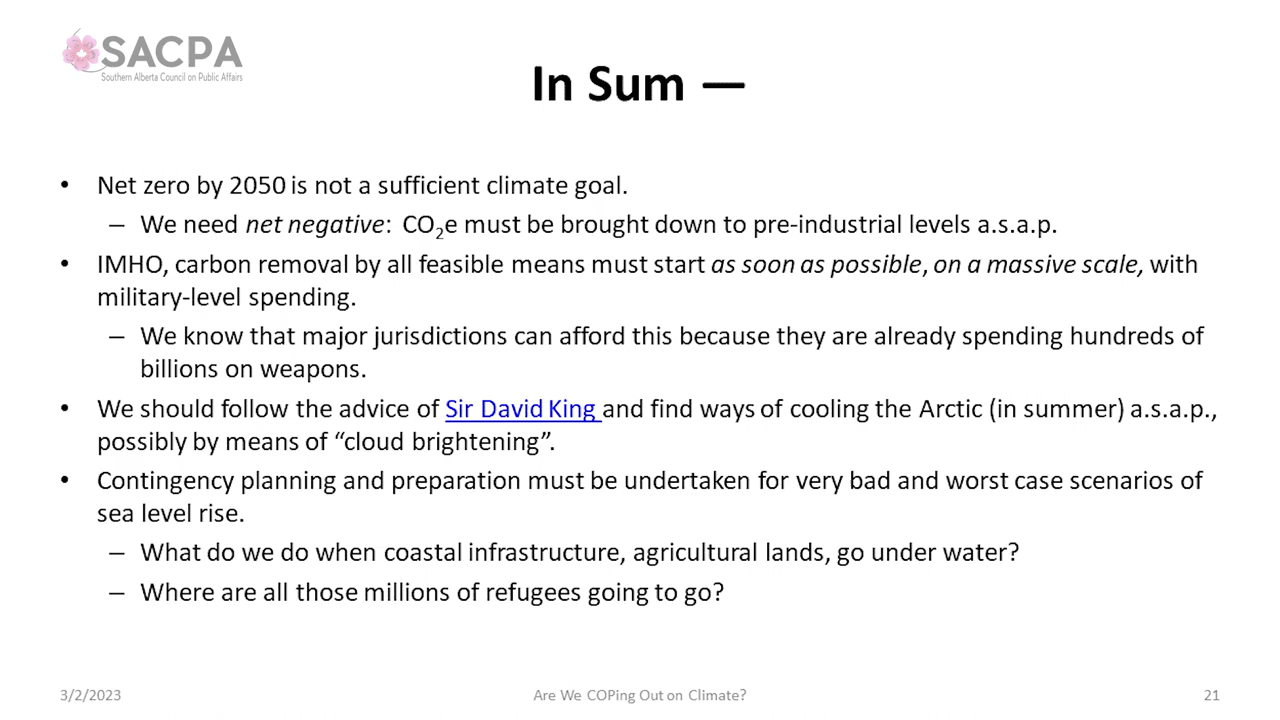 SACPA
Southern Alberta Council on Public Affairs
In Sum —
• Net zero by 2050 is not a sufficient climate goal.
– We need net negative: CO₂e must be brought down to pre-industrial levels a.s.a.p.
• IMHO, carbon removal by all feasible means must start as soon as possible, on a massive scale, with
military-level spending.
– We know that major jurisdictions can afford this because they are already spending hundreds of
billions on weapons.
• We should follow the advice of Sir David King and find ways of cooling the Arctic (in summer) a.s.a.p.,
possibly by means of “cloud brightening”.
• Contingency planning and preparation must be undertaken for very bad and worst case scenarios of
sea level rise.
– What do we do when coastal infrastructure, agricultural lands, go under water?
– Where are all those millions of refugees going to go?
3/2/2023
Are We COPing Out on Climate?
21